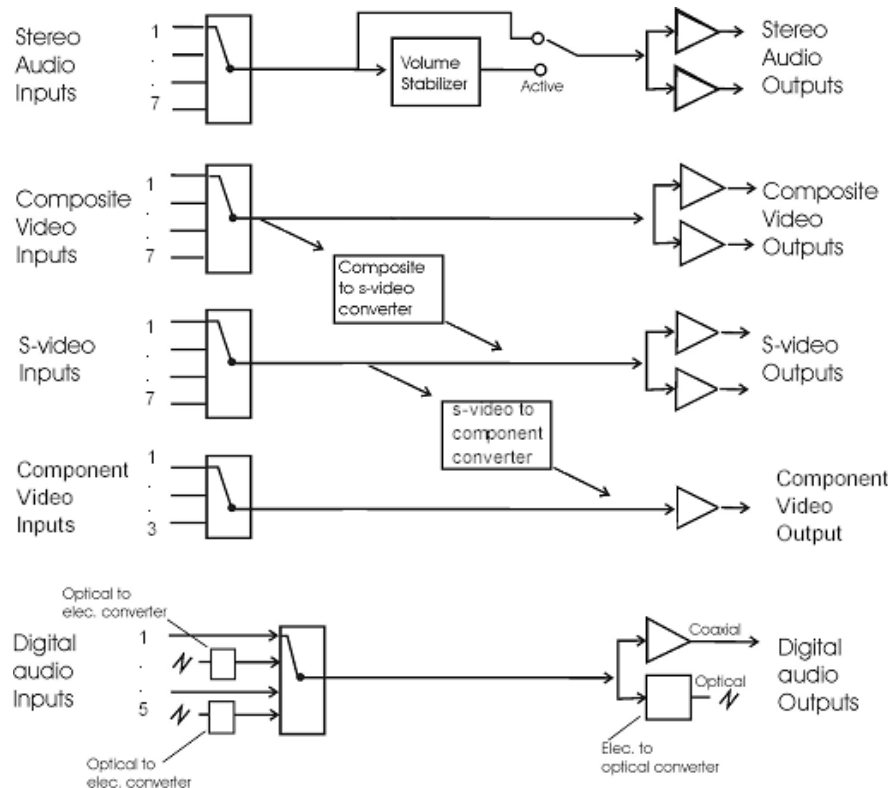 Stereo
Audio
Inputs
1
.
.
7
Volume
Stabilizer
Active
Stereo
Audio
Outputs
Composite
Video
Inputs
1
.
.
7
Composite
Video
Outputs
Composite
to s-video
converter
S-video
Inputs
1
.
.
7
S-video
Outputs
s-video to
component
converter
Component
Video
Inputs
1
.
.
3
Component
Video
Output
Optical to
elec. converter
Digital
audio
Inputs
1
.
.
5
Optical to
elec. converter
Coaxial
Optical
Elec. to
optical converter
Digital
audio
Outputs